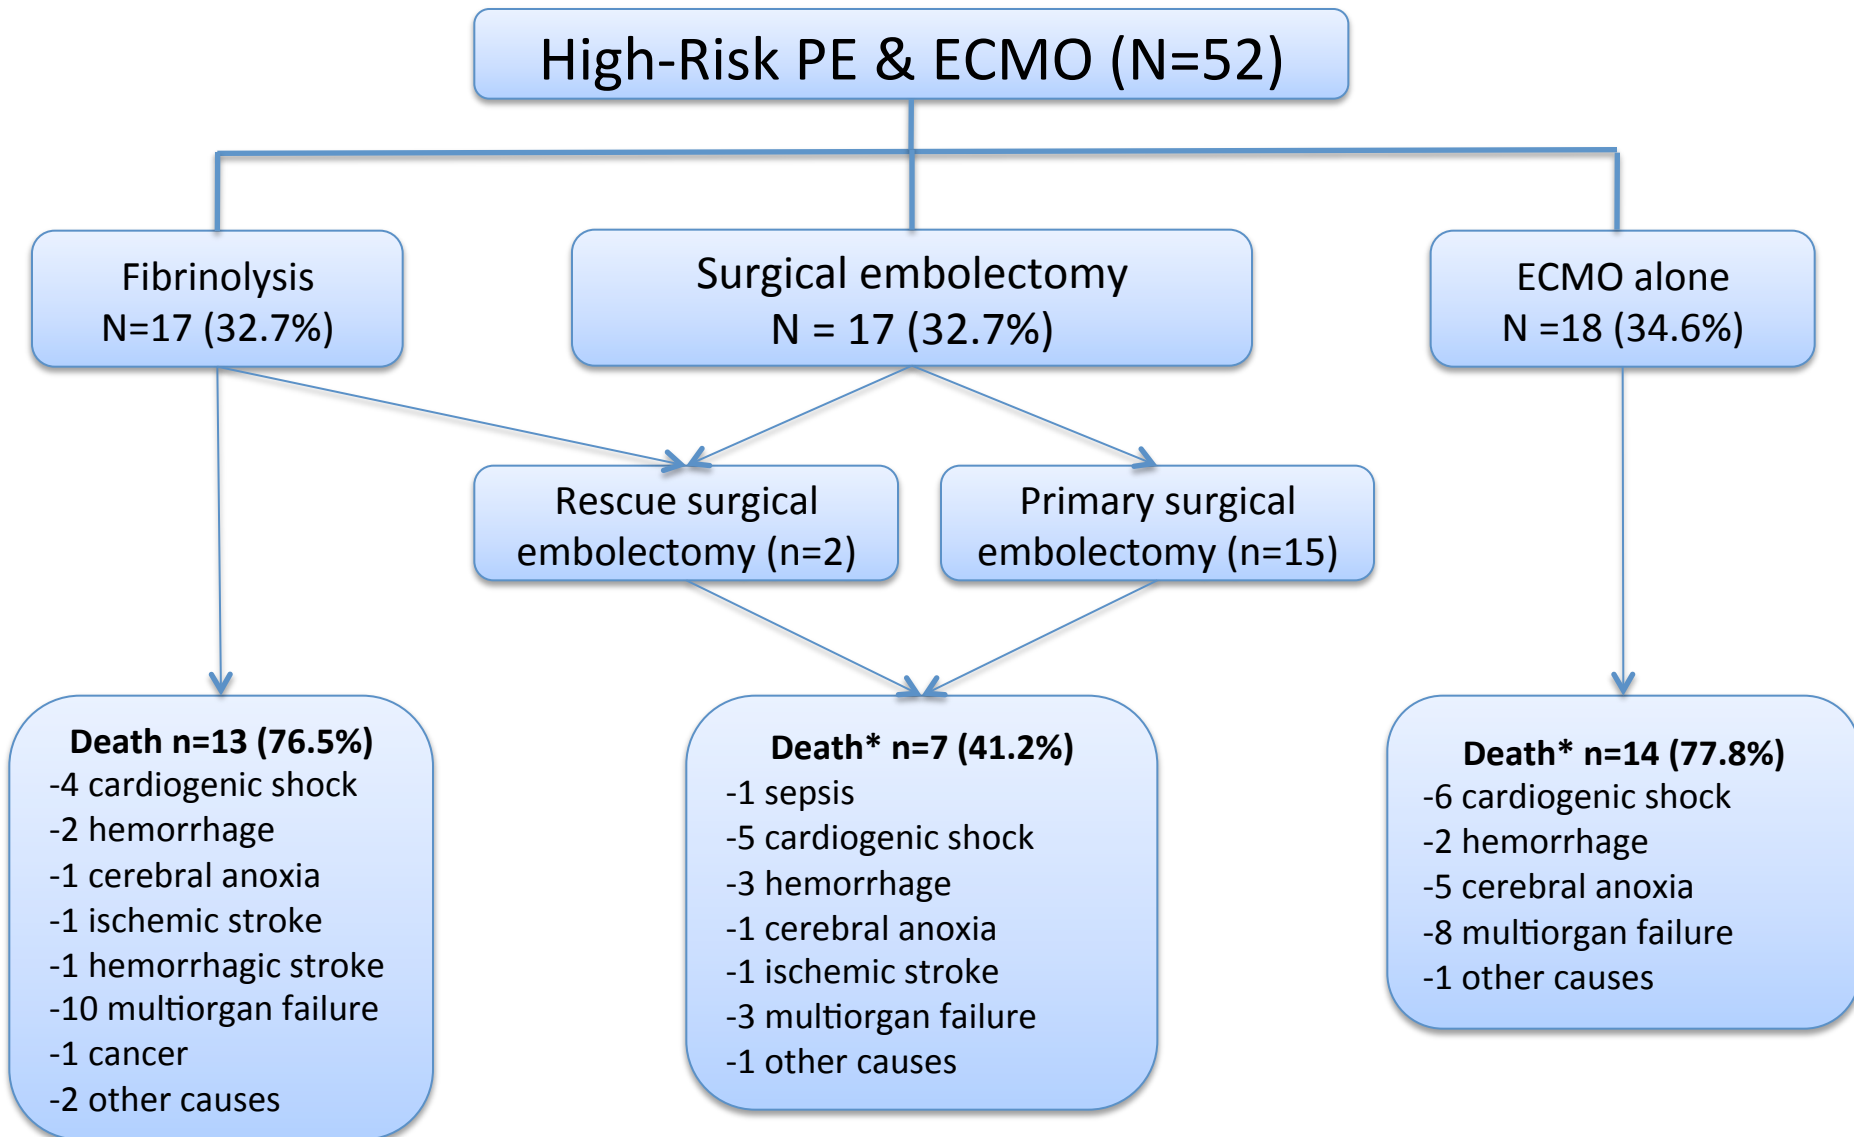 High-Risk PE & ECMO (N=52)
Fibrinolysis
N=17 (32.7%)
Surgical embolectomy
N = 17 (32.7%)
ECMO alone
N =18 (34.6%)
Rescue surgical
embolectomy (n=2)
Primary surgical
embolectomy (n=15)
Death n=13 (76.5%)
-4 cardiogenic shock
-2 hemorrhage
-1 cerebral anoxia
-1 ischemic stroke
-1 hemorrhagic stroke
-10 multiorgan failure
-1 cancer
-2 other causes
Death* n=7 (41.2%)
-1 sepsis
-5 cardiogenic shock
-3 hemorrhage
-1 cerebral anoxia
-1 ischemic stroke
-3 multiorgan failure
-1 other causes
Death* n=14 (77.8%)
-6 cardiogenic shock
-2 hemorrhage
-5 cerebral anoxia
-8 multiorgan failure
-1 other causes